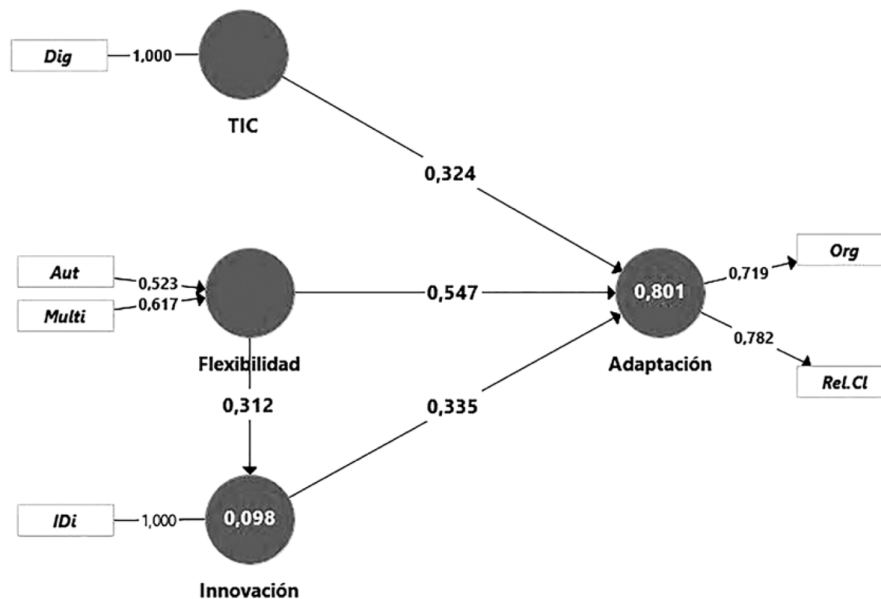 Dig
1,000
TIC
0,324
Aut
0,523
Multi
0,617
Flexibilidad
0,547
0,801
Adaptación
Org
0,719
0,782
Rel.Cl
0,312
0,335
IDi
1,000
0,098
Innovación